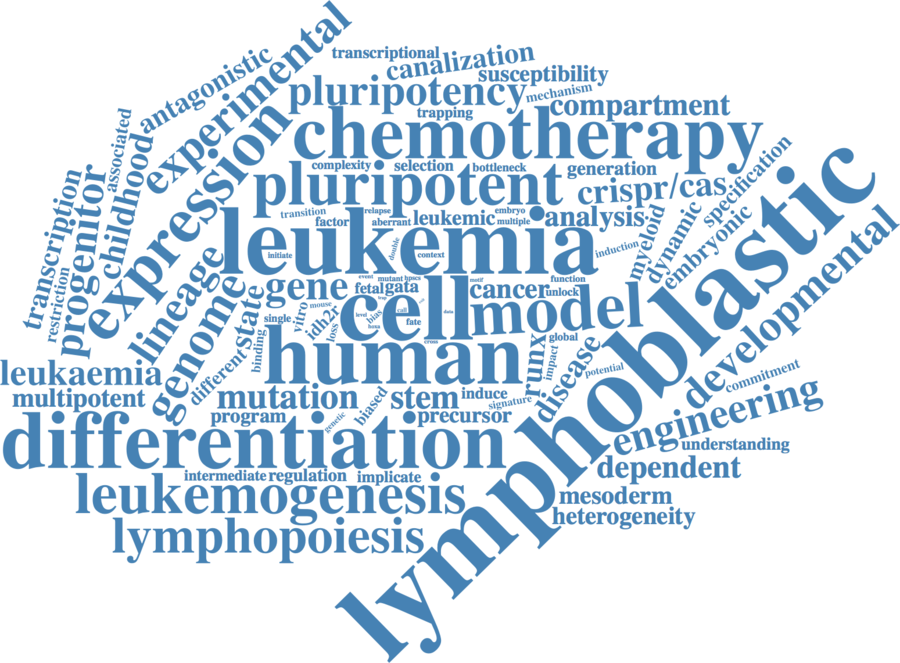 transcriptional
canalization
susceptibility
antagonistic
experimental
pluripotency
mechanism
trapping
compartment
associated
childhood
expression
chemotherapy
complexity
selection
bottleneck
generation
specification
transcription
progenitor
pluripotent
crispr/cas
transition
factor
relapse
aberrant
leukemic
embryo
multiple
analysis
myeloid
dynamic
embryonic
restriction
lineage
leukemia
initiate
double
context
induction
lymphoblastic
developmental
genome
state
gene
event
mutant
hpscs
fetal
gata
motif
cancer
function
unlock
different
binding
single
vitro
mouse
idh2r
loss
level
bias
hoxa
fate
cell
data
model
cross
human
runx
impact
global
disease
potential
commitment
leukaemia
multipotent
mutation
biased
stem
induce
signature
program
genetic
precursor
engineering
understanding
differentiation
intermediate
regulation
implicate
dependent
leukemogenesis
mesoderm
heterogeneity
lymphopoiesis